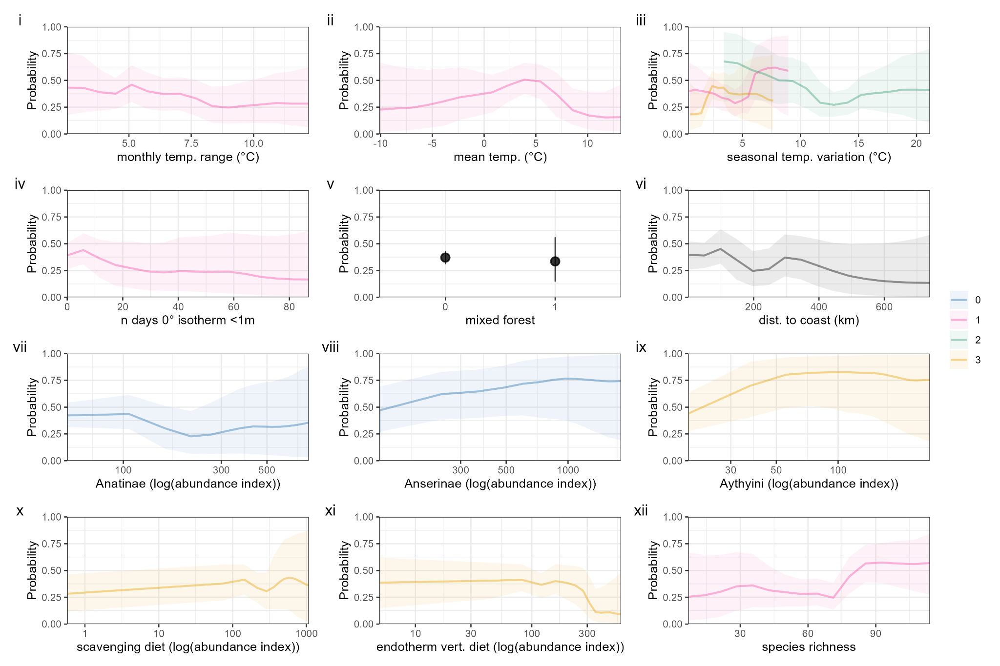 i
1.00
0.75
0.50
0.25
0.00
Probability
5.0 7.5 10.0
monthly temp. range (°C)
ii
1.00
0.75
0.50
0.25
0.00
Probability
-10 -5 0 5 10
mean temp. (°C)
iii
1.00
0.75
0.50
0.25
0.00
Probability
5 10 15 20
seasonal temp. variation (°C)
iv
1.00
0.75
0.50
0.25
0.00
Probability
0 20 40 60 80
n days 0° isotherm <1m
v
1.00
0.75
0.50
0.25
0.00
Probability
0 1
mixed forest
vi
1.00
0.75
0.50
0.25
0.00
Probability
200 400 600
dist. to coast (km)
vii
1.00
0.75
0.50
0.25
0.00
Probability
100 300 500
Anatinae (log(abundance index))
viii
1.00
0.75
0.50
0.25
0.00
Probability
300 500 1000
Anserinae (log(abundance index))
ix
1.00
0.75
0.50
0.25
0.00
Probability
30 50 100
Aythyini (log(abundance index))
x
1.00
0.75
0.50
0.25
0.00
Probability
1 10 100 1000
scavenging diet (log(abundance index))
xi
1.00
0.75
0.50
0.25
0.00
Probability
10 30 100 300
endotherm vert. diet (log(abundance index))
xii
1.00
0.75
0.50
0.25
0.00
Probability
30 60 90
species richness
0
1
2
3